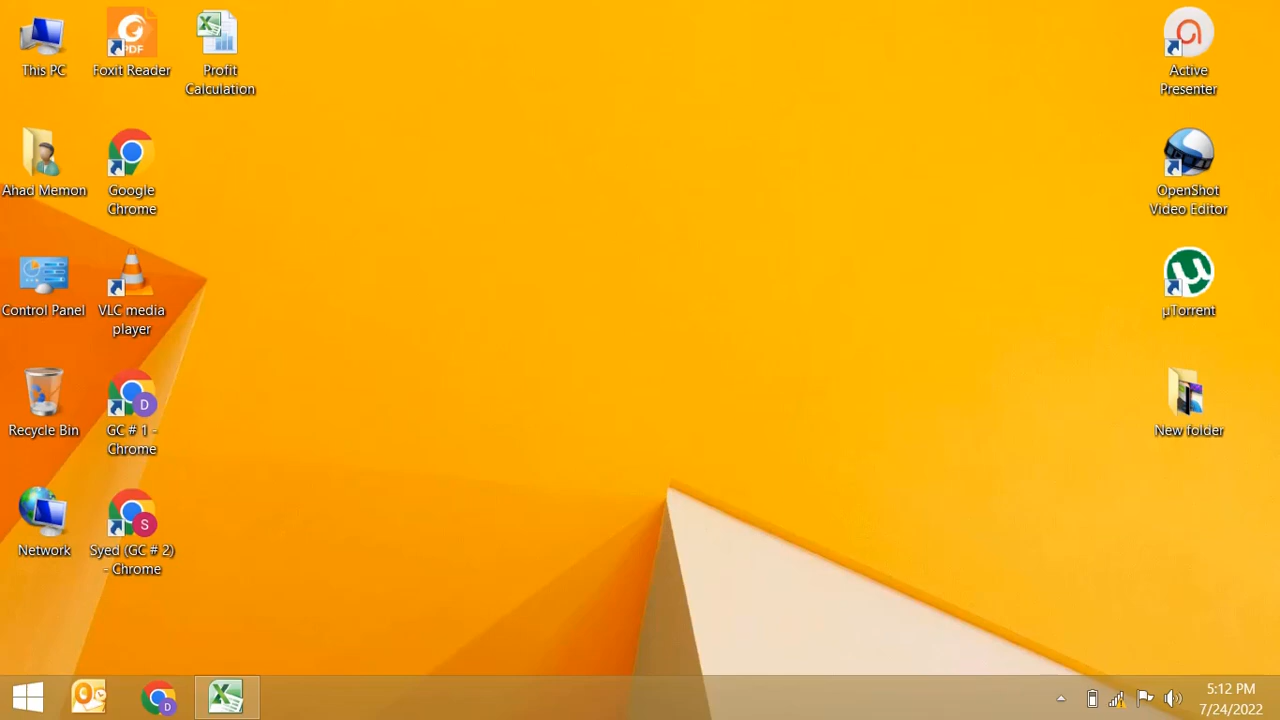 This PC
Foxit Reader
Profit
Calculation
Active
Presenter
Ahad Memon
Google
Chrome
OpenShot
Video Editor
Control Panel
VLC media
player
µTorrent
Recycle Bin
GC # 1 -
Chrome
New folder
Network
Syed (GC # 2)
- Chrome
PDF
D
S
D
5:12 PM
7/24/2022